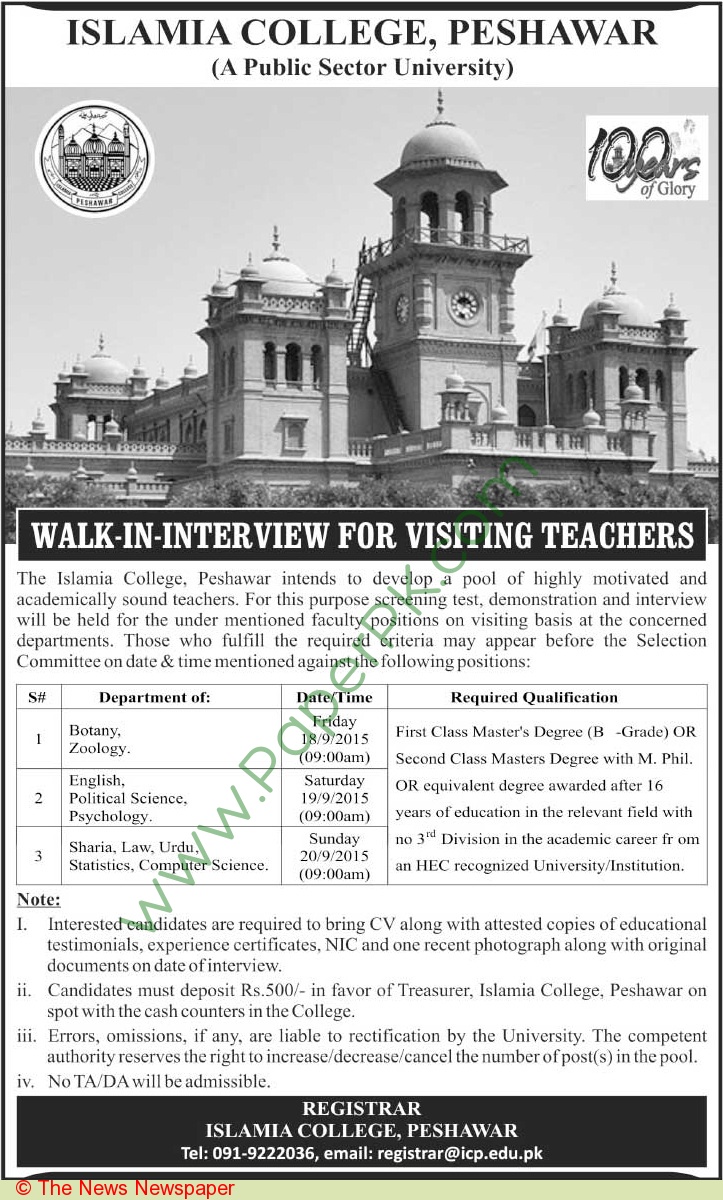 ISLAMIA COLLEGE, PESHAWAR
(A Public Sector University)
PESHAWAR
100 years
of Glory
WALK-IN-INTERVIEW FOR VISITING TEACHERS
The Islamia College, Peshawar intends to develop a pool of highly motivated and
academically sound teachers. For this purpose screening test, demonstration and interview
will be held for the under mentioned faculty positions on visiting basis at the concerned
departments. Those who fulfill the required criteria may appear before the Selection
Committee on date & time mentioned against the following positions:
S# Department of: Date/Time Required Qualification
1 Botany, Zoology. Friday 18/9/2015 (09:00am)
2 English, Political Science, Psychology. Saturday 19/9/2015 (09:00am)
3 Sharia, Law, Urdu, Statistics, Computer Science. Sunday 20/9/2015 (09:00am)
First Class Master's Degree (B -Grade) OR
Second Class Masters Degree with M. Phil.
OR equivalent degree awarded after 16
years of education in the relevant field with
no 3rd Division in the academic career fr om
an HEC recognized University/Institution.
Note:
I. Interested candidates are required to bring CV along with attested copies of educational
testimonials, experience certificates, NIC and one recent photograph along with original
documents on date of interview.
ii. Candidates must deposit Rs.500/- in favor of Treasurer, Islamia College, Peshawar on
spot with the cash counters in the College.
iii. Errors, omissions, if any, are liable to rectification by the University. The competent
authority reserves the right to increase/decrease/cancel the number of post(s) in the pool.
iv. No TA/DA will be admissible.
REGISTRAR
ISLAMIA COLLEGE, PESHAWAR
Tel: 091-9222036, email: registrar@icp.edu.pk
© The News Newspaper
www.PaperPK.com